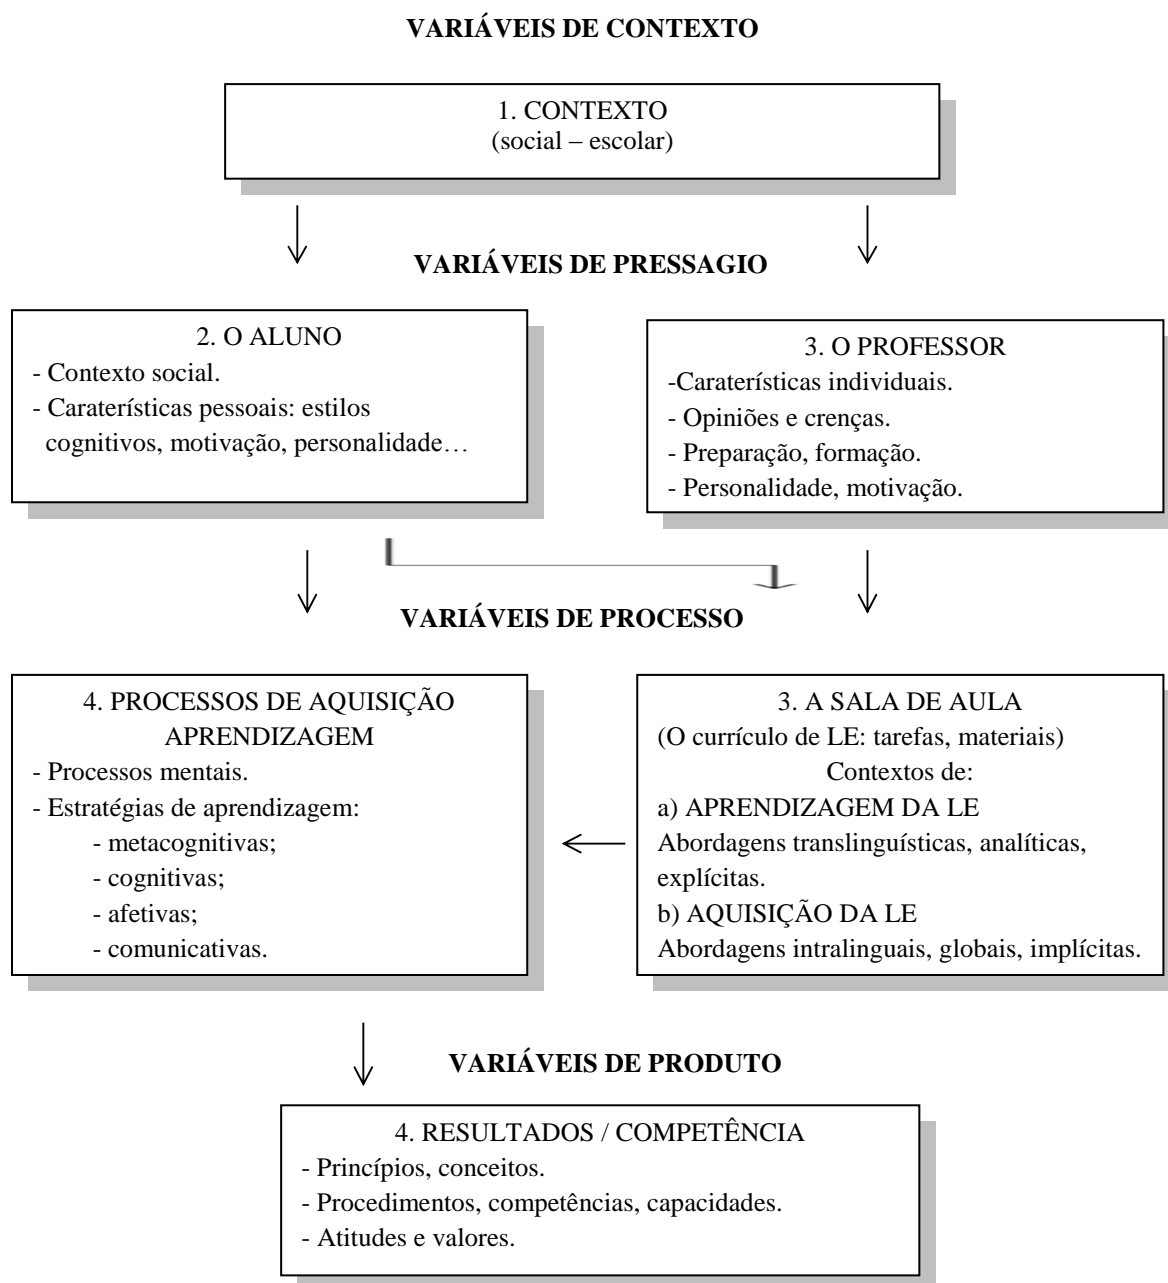 VARIÁVEIS DE CONTEXTO
1. CONTEXTO
(social – escolar)
VARIÁVEIS DE PRESSAGIO
2. O ALUNO
- Contexto social.
- Caraterísticas pessoais: estilos
cognitivos, motivação, personalidade…
3. O PROFESSOR
-Caraterísticas individuais.
- Opiniões e crenças.
- Preparação, formação.
- Personalidade, motivação.
VARIÁVEIS DE PROCESSO
4. PROCESSOS DE AQUISIÇÃO
APRENDIZAGEM
- Processos mentais.
- Estratégias de aprendizagem:
- metacognitivas;
- cognitivas;
- afetivas;
- comunicativas.
3. A SALA DE AULA
(O currículo de LE: tarefas, materiais)
Contextos de:
a) APRENDIZAGEM DA LE
Abordagens translinguísticas, analíticas,
explícitas.
b) AQUISIÇÃO DA LE
Abordagens intralinguais, globais, implícitas.
VARIÁVEIS DE PRODUTO
4. RESULTADOS / COMPETÊNCIA
- Princípios, conceitos.
- Procedimentos, competências, capacidades.
- Atitudes e valores.